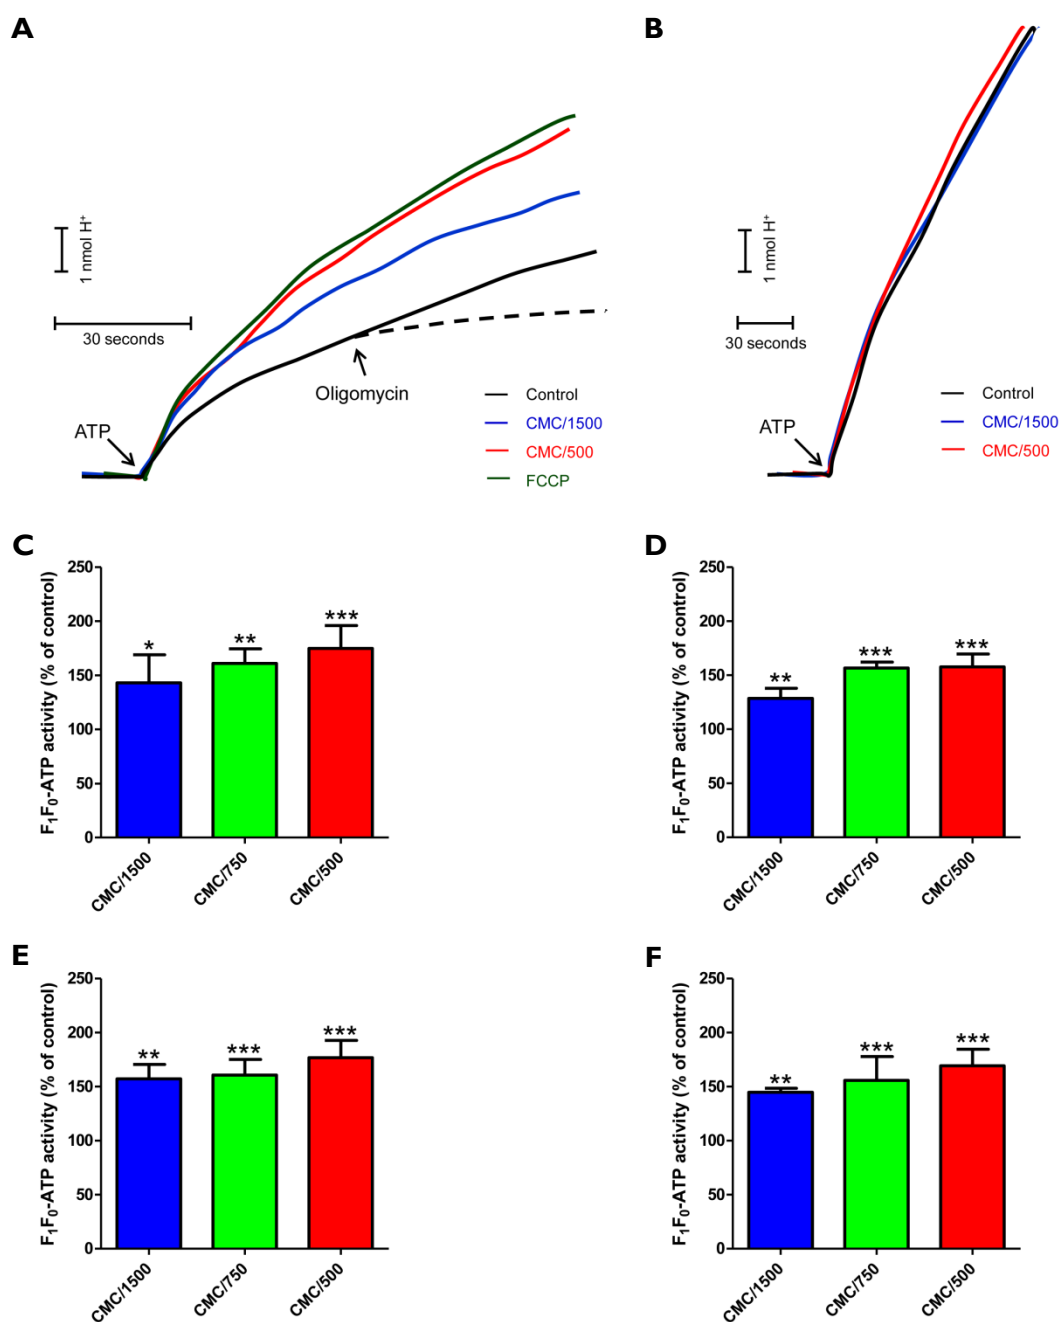 A
1 nmol H⁺
30 seconds
Oligomycin
ATP
Control
CMC/1500
CMC/500
FCCP
B
1 nmol H⁺
30 seconds
ATP
Control
CMC/1500
CMC/500
C
F₁F₀-ATP activity (% of control)
250
200
150
100
50
0
*
**
***
CMC/1500
CMC/750
CMC/500
D
F₁F₀-ATP activity (% of control)
250
200
150
100
50
0
**
***
***
CMC/1500
CMC/750
CMC/500
E
F₁F₀-ATP activity (% of control)
250
200
150
100
50
0
**
***
***
CMC/1500
CMC/750
CMC/500
F
F₁F₀-ATP activity (% of control)
250
200
150
100
50
0
**
***
***
CMC/1500
CMC/750
CMC/500